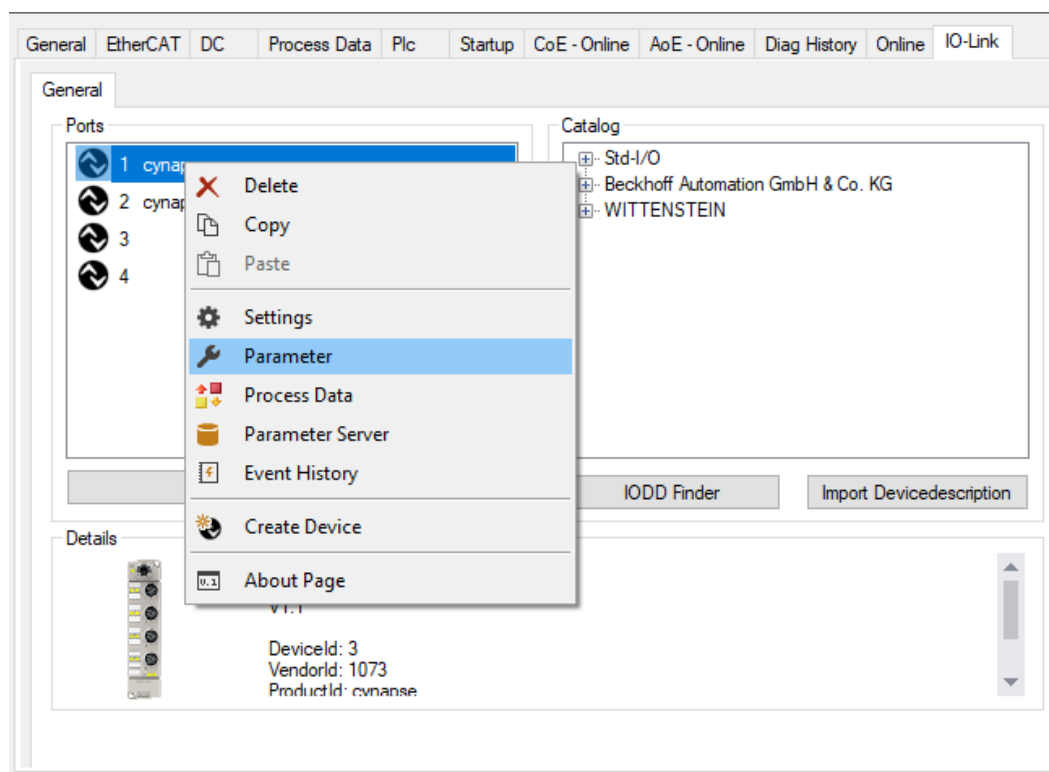 General EtherCAT DC Process Data Plc Startup CoE - Online AoE - Online Diag History Online IO-Link
General
Ports
1 cynap
2 cynap
3
4
Delete
Copy
Paste
Settings
Parameter
Process Data
Parameter Server
Event History
Create Device
About Page
Catalog
Std-I/O
Beckhoff Automation GmbH & Co. KG
WITTENSTEIN
IODD Finder
Import Devicedescription
Details
V1.1
DeviceId: 3
VendorId: 1073
ProductId: cynapse